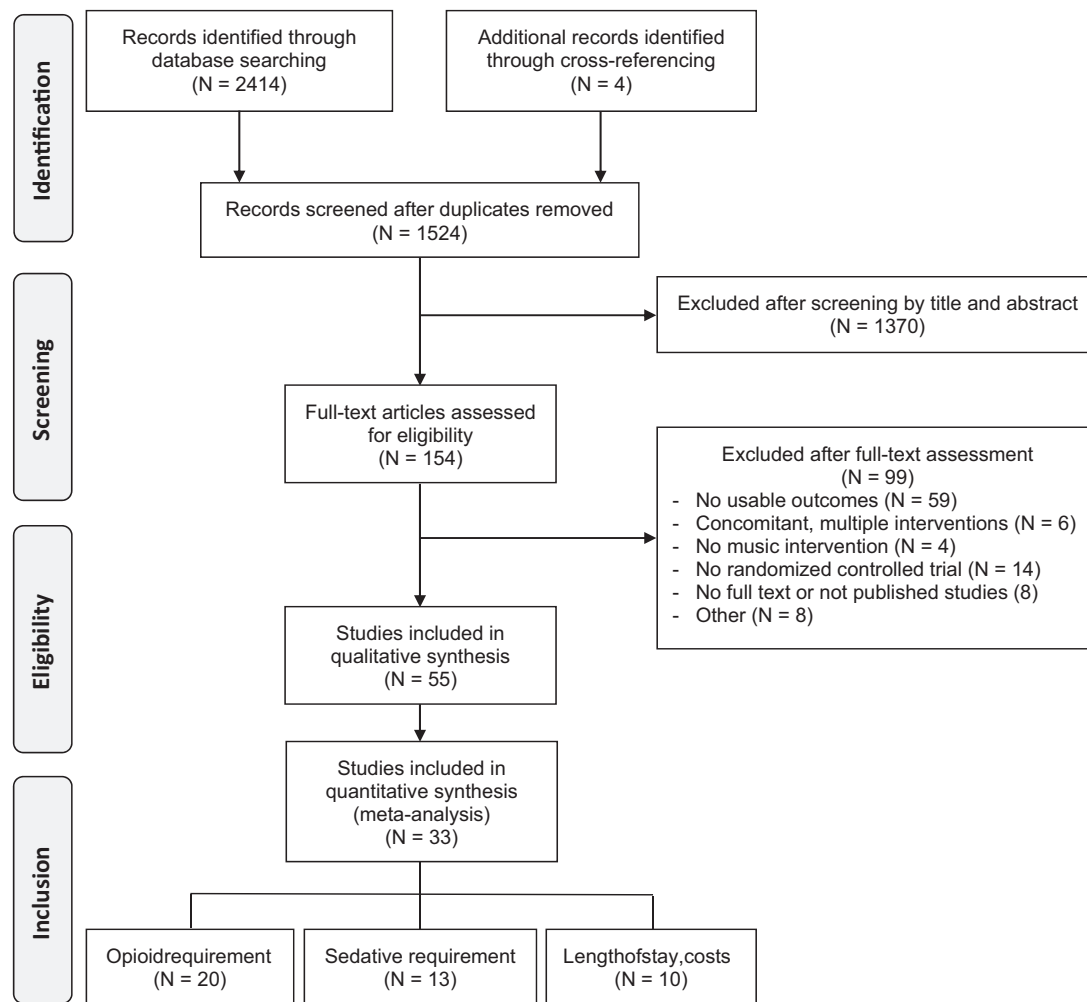 Identification
Records identified through
database searching
(N = 2414)
Additional records identified
through cross-referencing
(N = 4)
Records screened after duplicates removed
(N = 1524)
Screening
Excluded after screening by title and abstract
(N = 1370)
Full-text articles assessed
for eligibility
(N = 154)
Excluded after full-text assessment
(N = 99)
- No usable outcomes (N = 59)
- Concomitant, multiple interventions (N = 6)
- No music intervention (N = 4)
- No randomized controlled trial (N = 14)
- No full text or not published studies (8)
- Other (N = 8)
Eligibility
Studies included in
qualitative synthesis
(N = 55)
Studies included in
quantitative synthesis
(meta-analysis)
(N = 33)
Inclusion
Opioidrequirement
(N = 20)
Sedative requirement
(N = 13)
Lengthofstay,costs
(N = 10)